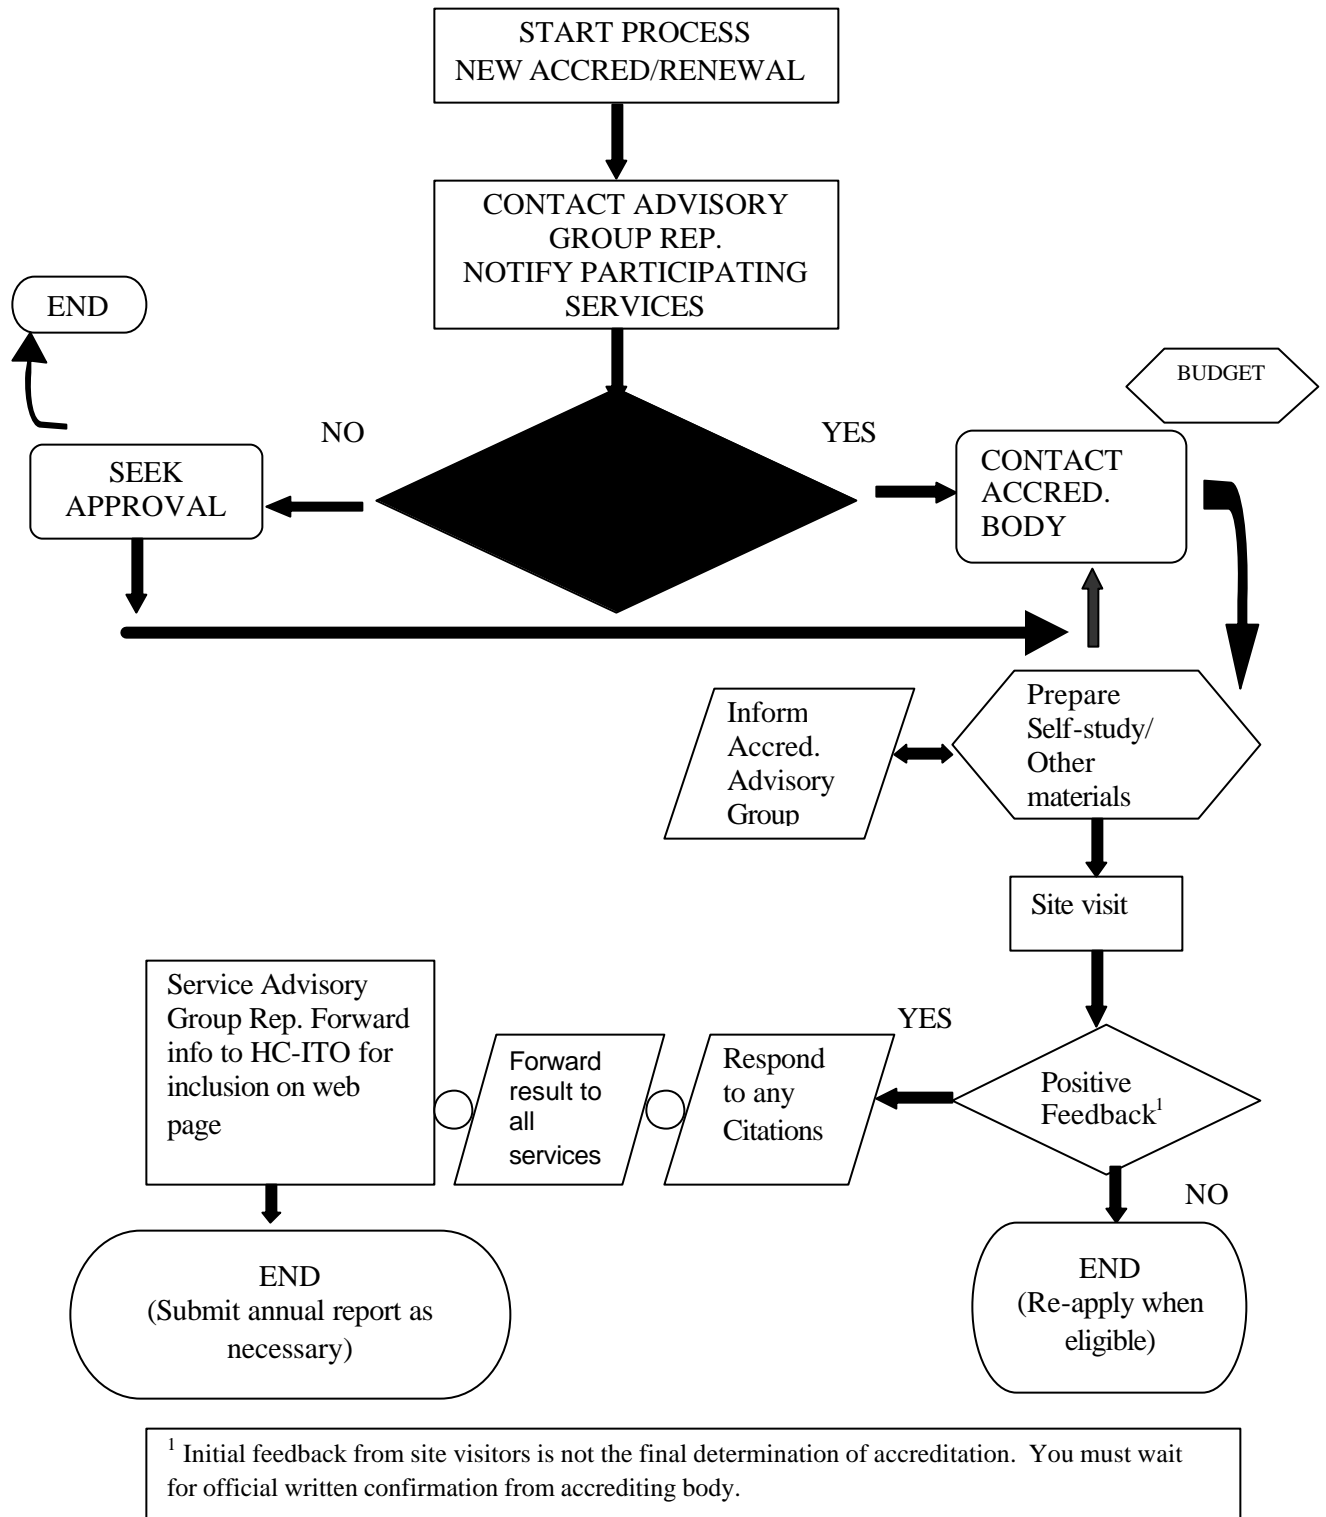 START PROCESS
NEW ACCRED/RENEWAL
CONTACT ADVISORY
GROUP REP.
NOTIFY PARTICIPATING
SERVICES
END
BUDGET
NO
YES
SEEK
APPROVAL
CONTACT
ACCRED.
BODY
Inform
Accred.
Advisory
Group
Prepare
Self-study/
Other
materials
Site visit
Service Advisory
Group Rep. Forward
info to HC-ITO for
inclusion on web
page
Forward
result to
all
services
YES
Respond
to any
Citations
Positive
Feedback¹
NO
END
(Submit annual report as
necessary)
END
(Re-apply when
eligible)
¹ Initial feedback from site visitors is not the final determination of accreditation. You must wait
for official written confirmation from accrediting body.